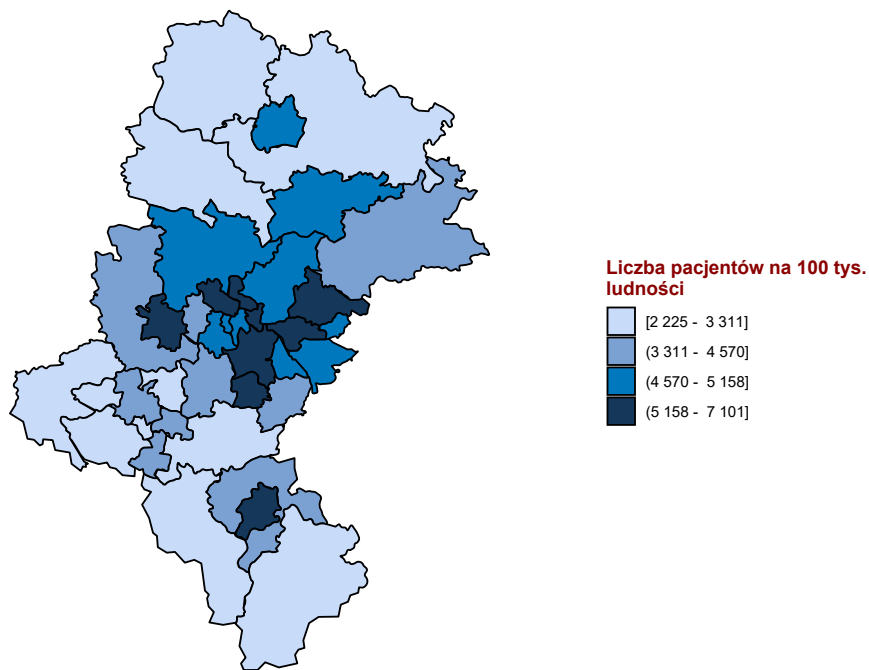 Liczba pacjentów na 100 tys.
ludności
[2 225 - 3 311]
(3 311 - 4 570]
(4 570 - 5 158]
(5 158 - 7 101]